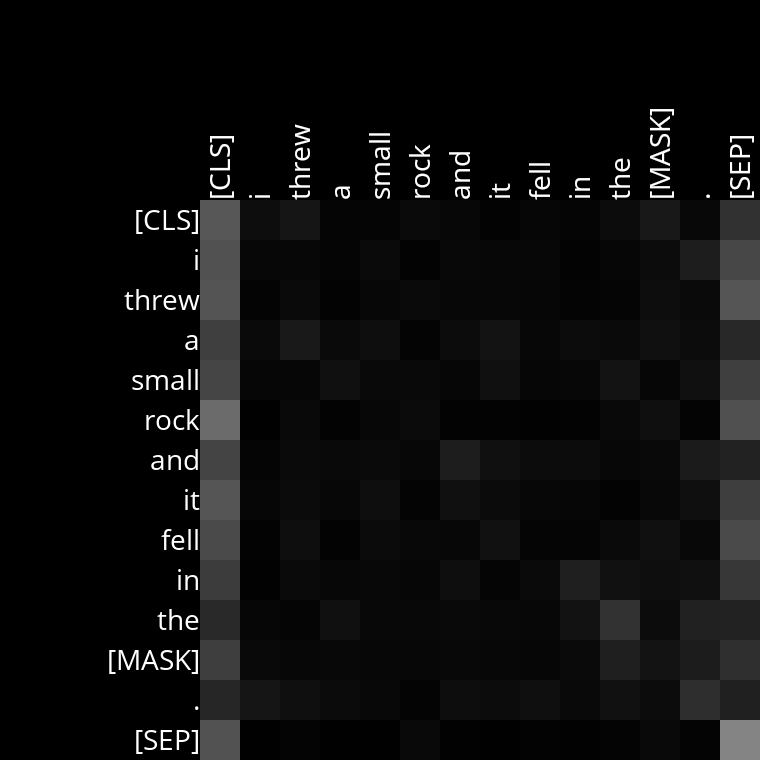 [CLS] i threw a small rock and it fell in the [MASK] . [SEP]
[CLS]
i
threw
a
small
rock
and
it
fell
in
the
[MASK]
.
[SEP]